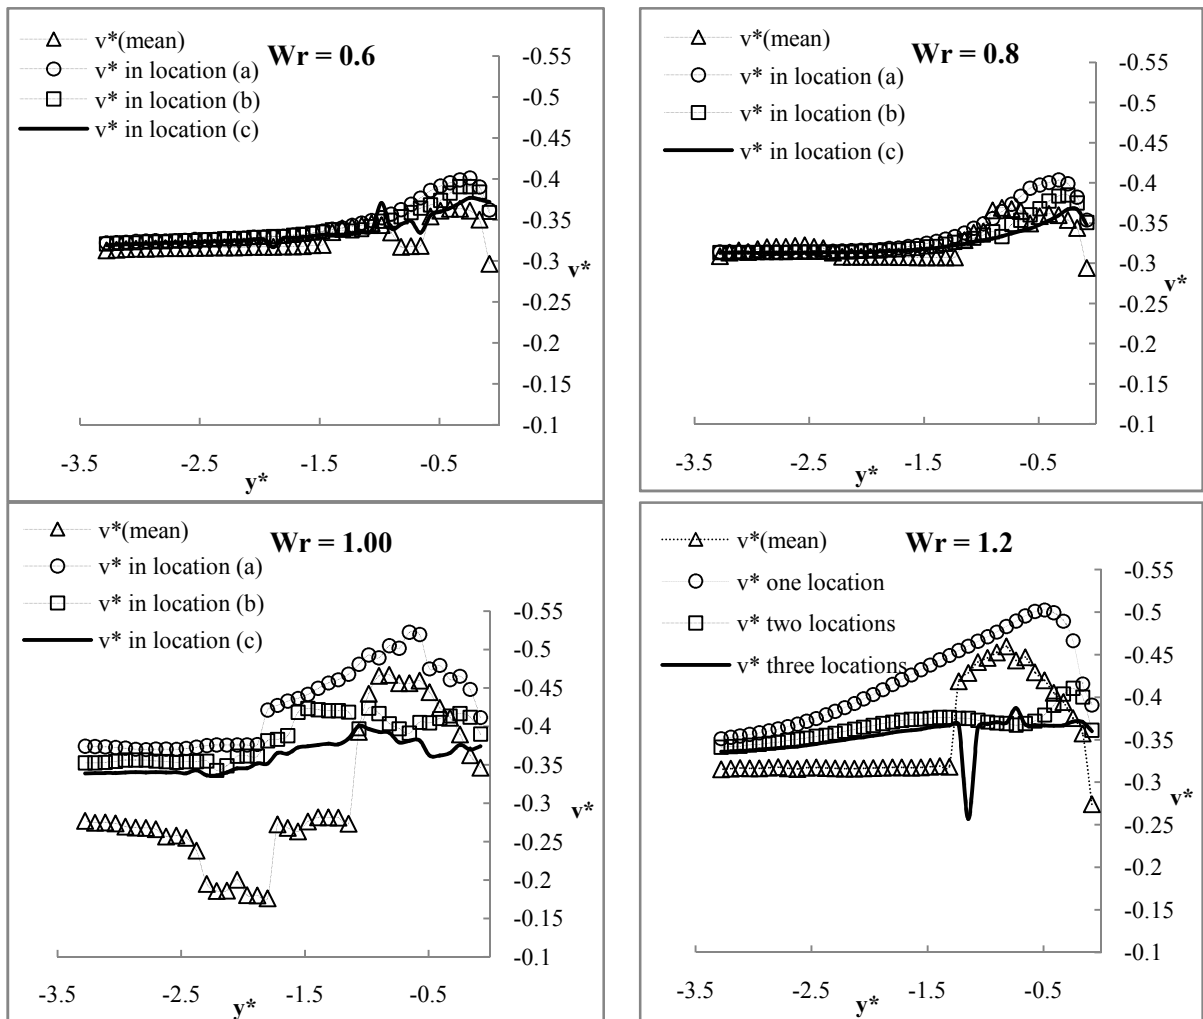 Wr = 0.6
v*(mean)
v* in location (a)
v* in location (b)
v* in location (c)
-0.55
-0.5
-0.45
-0.4
-0.35
-0.3
-0.25
-0.2
-0.15
-0.1
v*
-3.5
-2.5
-1.5
-0.5
y*
Wr = 0.8
v*(mean)
v* in location (a)
v* in location (b)
v* in location (c)
-0.55
-0.5
-0.45
-0.4
-0.35
-0.3
-0.25
-0.2
-0.15
-0.1
v*
-3.5
-2.5
-1.5
-0.5
y*
Wr = 1.00
v*(mean)
v* in location (a)
v* in location (b)
v* in location (c)
-0.55
-0.5
-0.45
-0.4
-0.35
-0.3
-0.25
-0.2
-0.15
-0.1
v*
-3.5
-2.5
-1.5
-0.5
y*
Wr = 1.2
v*(mean)
v* one location
v* two locations
v* three locations
-0.55
-0.5
-0.45
-0.4
-0.35
-0.3
-0.25
-0.2
-0.15
-0.1
v*
-3.5
-2.5
-1.5
-0.5
y*